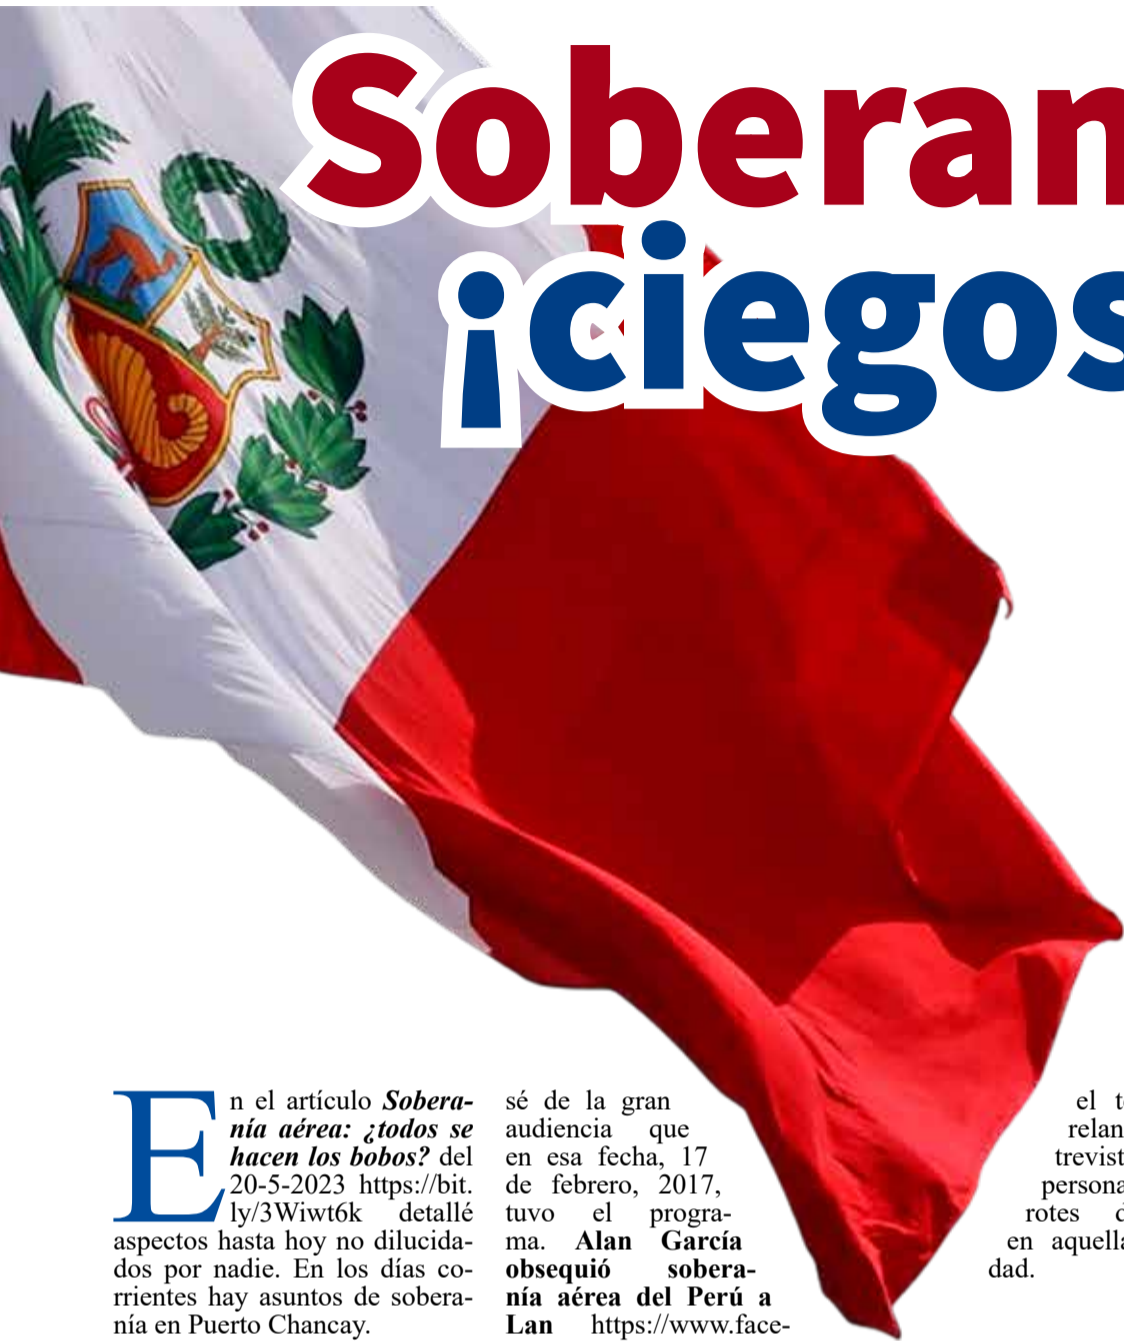 Soberan
¡ciegos
En el artículo Sobera-
nía aérea: ¿todos se
hacen los bobos? del
20-5-2023 https://bit.
ly/3Wiwt6k detallé
aspectos hasta hoy no dilucida-
dos por nadie. En los días co-
rrientes hay asuntos de sobera-
nía en Puerto Chancay.
sé de la gran
audiencia que
en esa fecha, 17
de febrero, 2017,
tuvo el progra-
ma. Alan García
obsequió sobera-
nía aérea del Perú a
Lan https://www.face-
el t
relan
trevist
persona
rotes d
en aquella
dad.